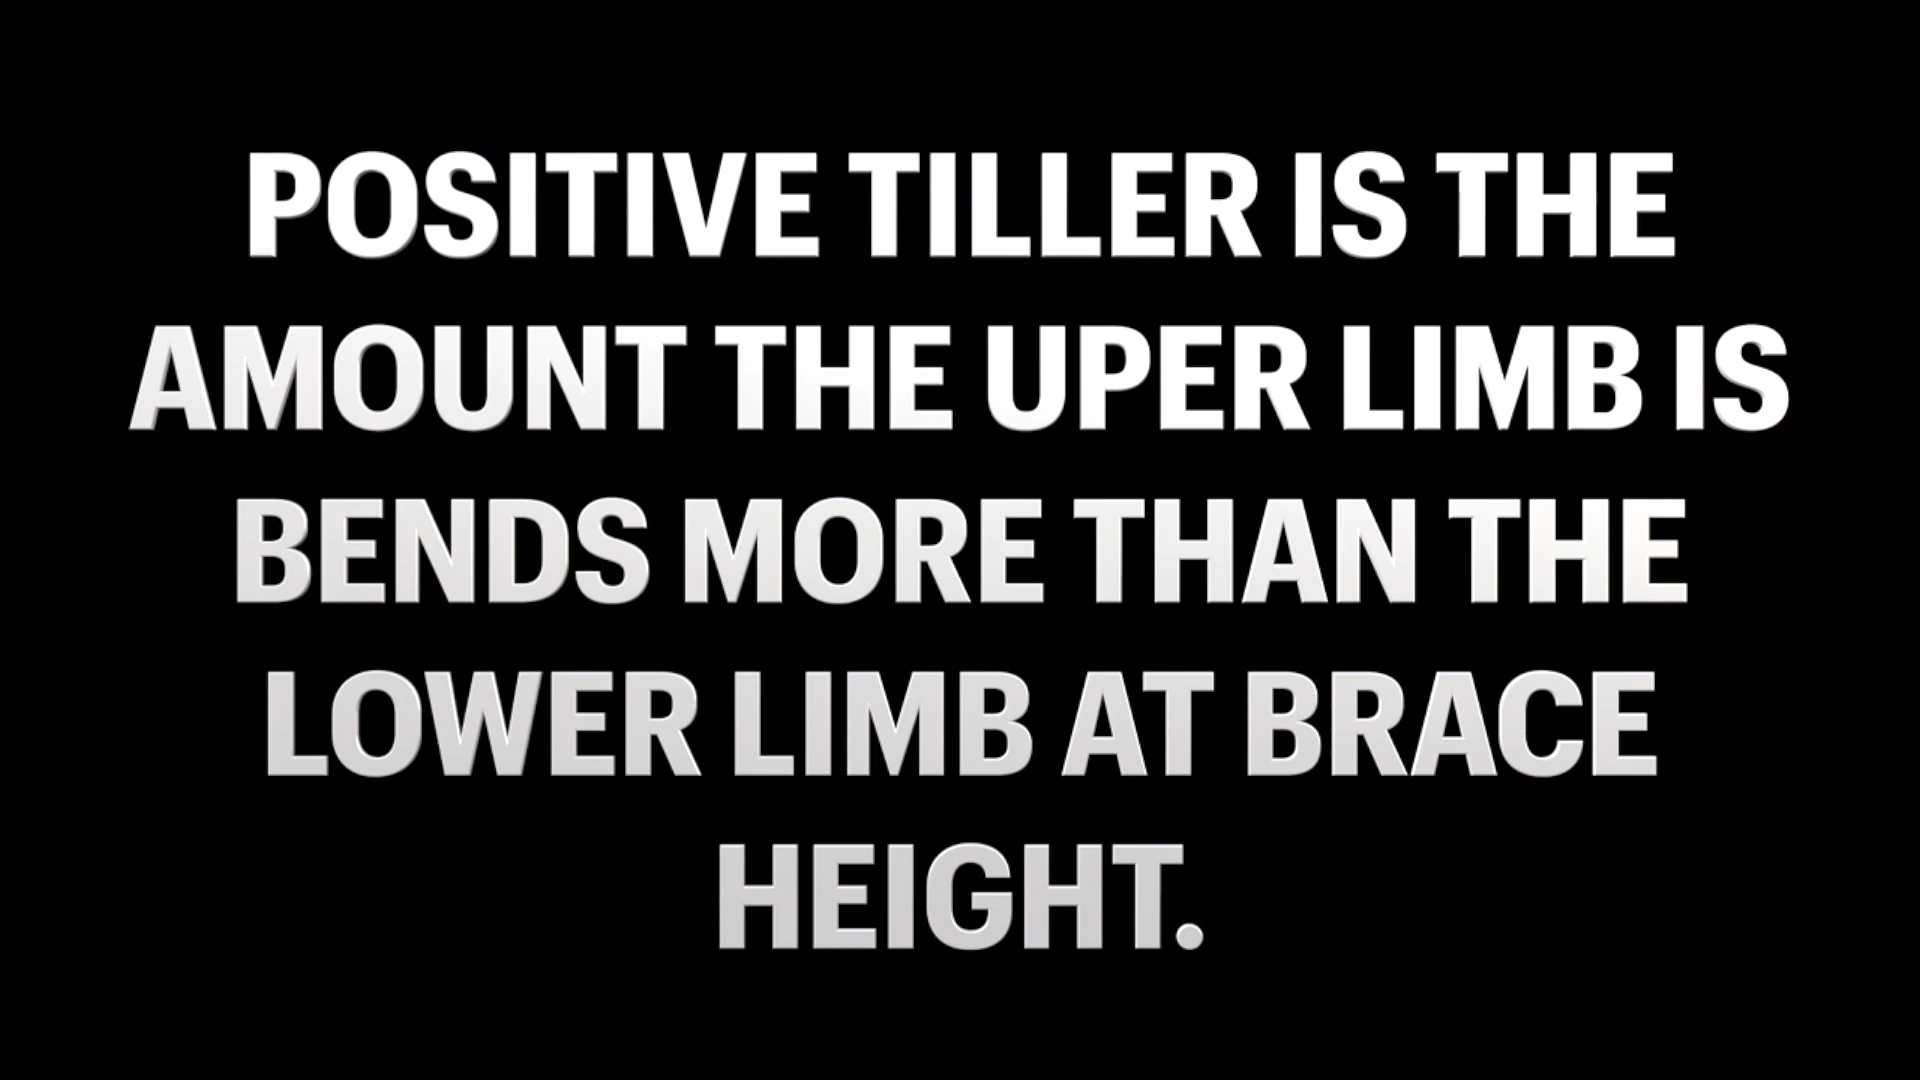 POSITIVE TILLER IS THE
AMOUNT THE UPER LIMB IS
BENDS MORE THAN THE
LOWER LIMB AT BRACE
HEIGHT.